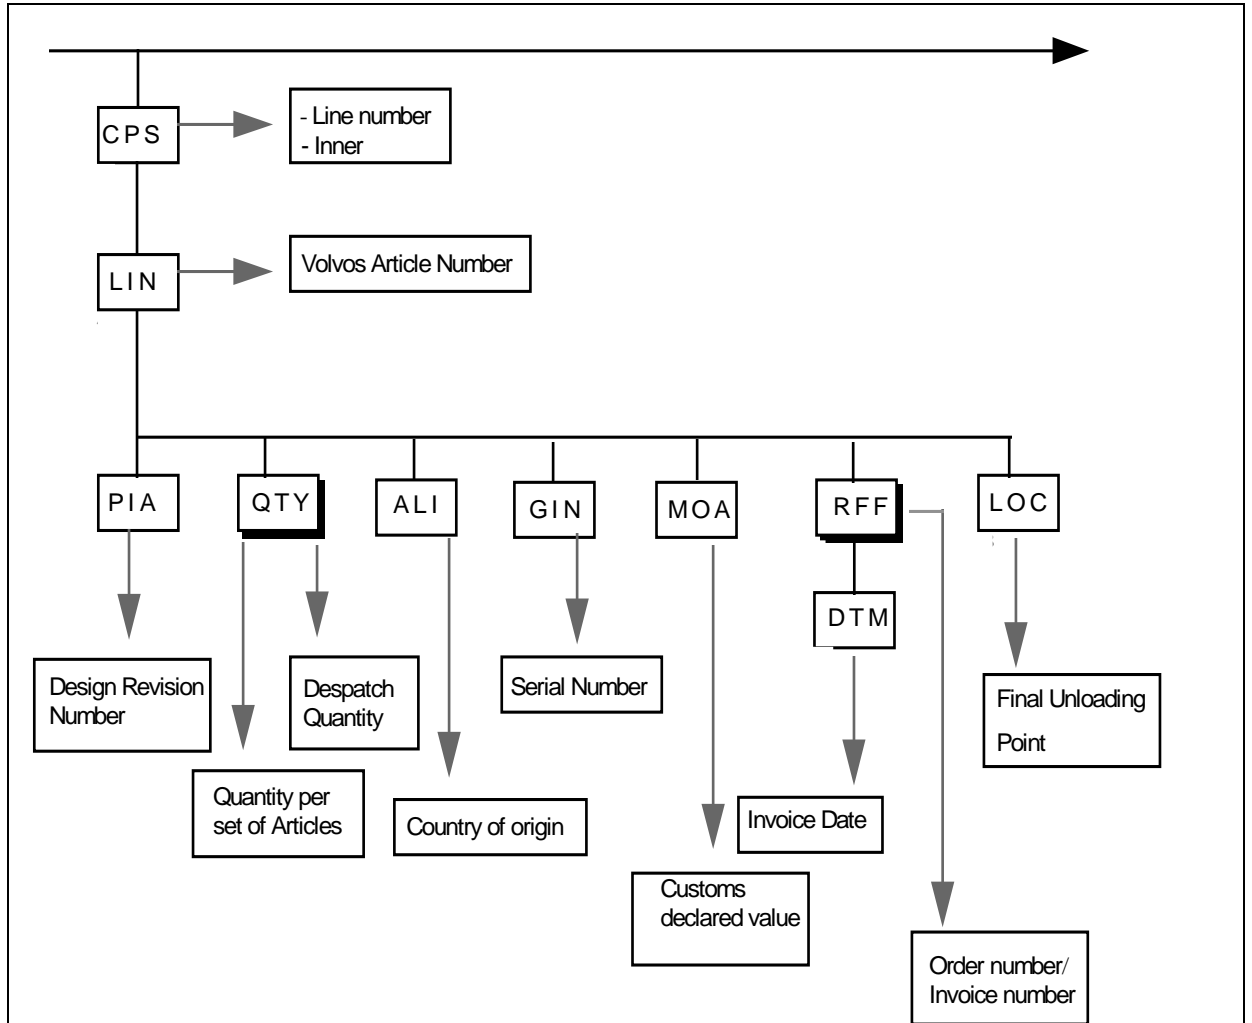 CPS
- Line number
- Inner
LIN
Volvos Article Number
PIA
QTY
ALI
GIN
MOA
RFF
LOC
DTM
Design Revision
Number
Despatch
Quantity
Serial Number
Final Unloading
Point
Quantity per
set of Articles
Country of origin
Invoice Date
Customs
declared value
Order number/
Invoice number